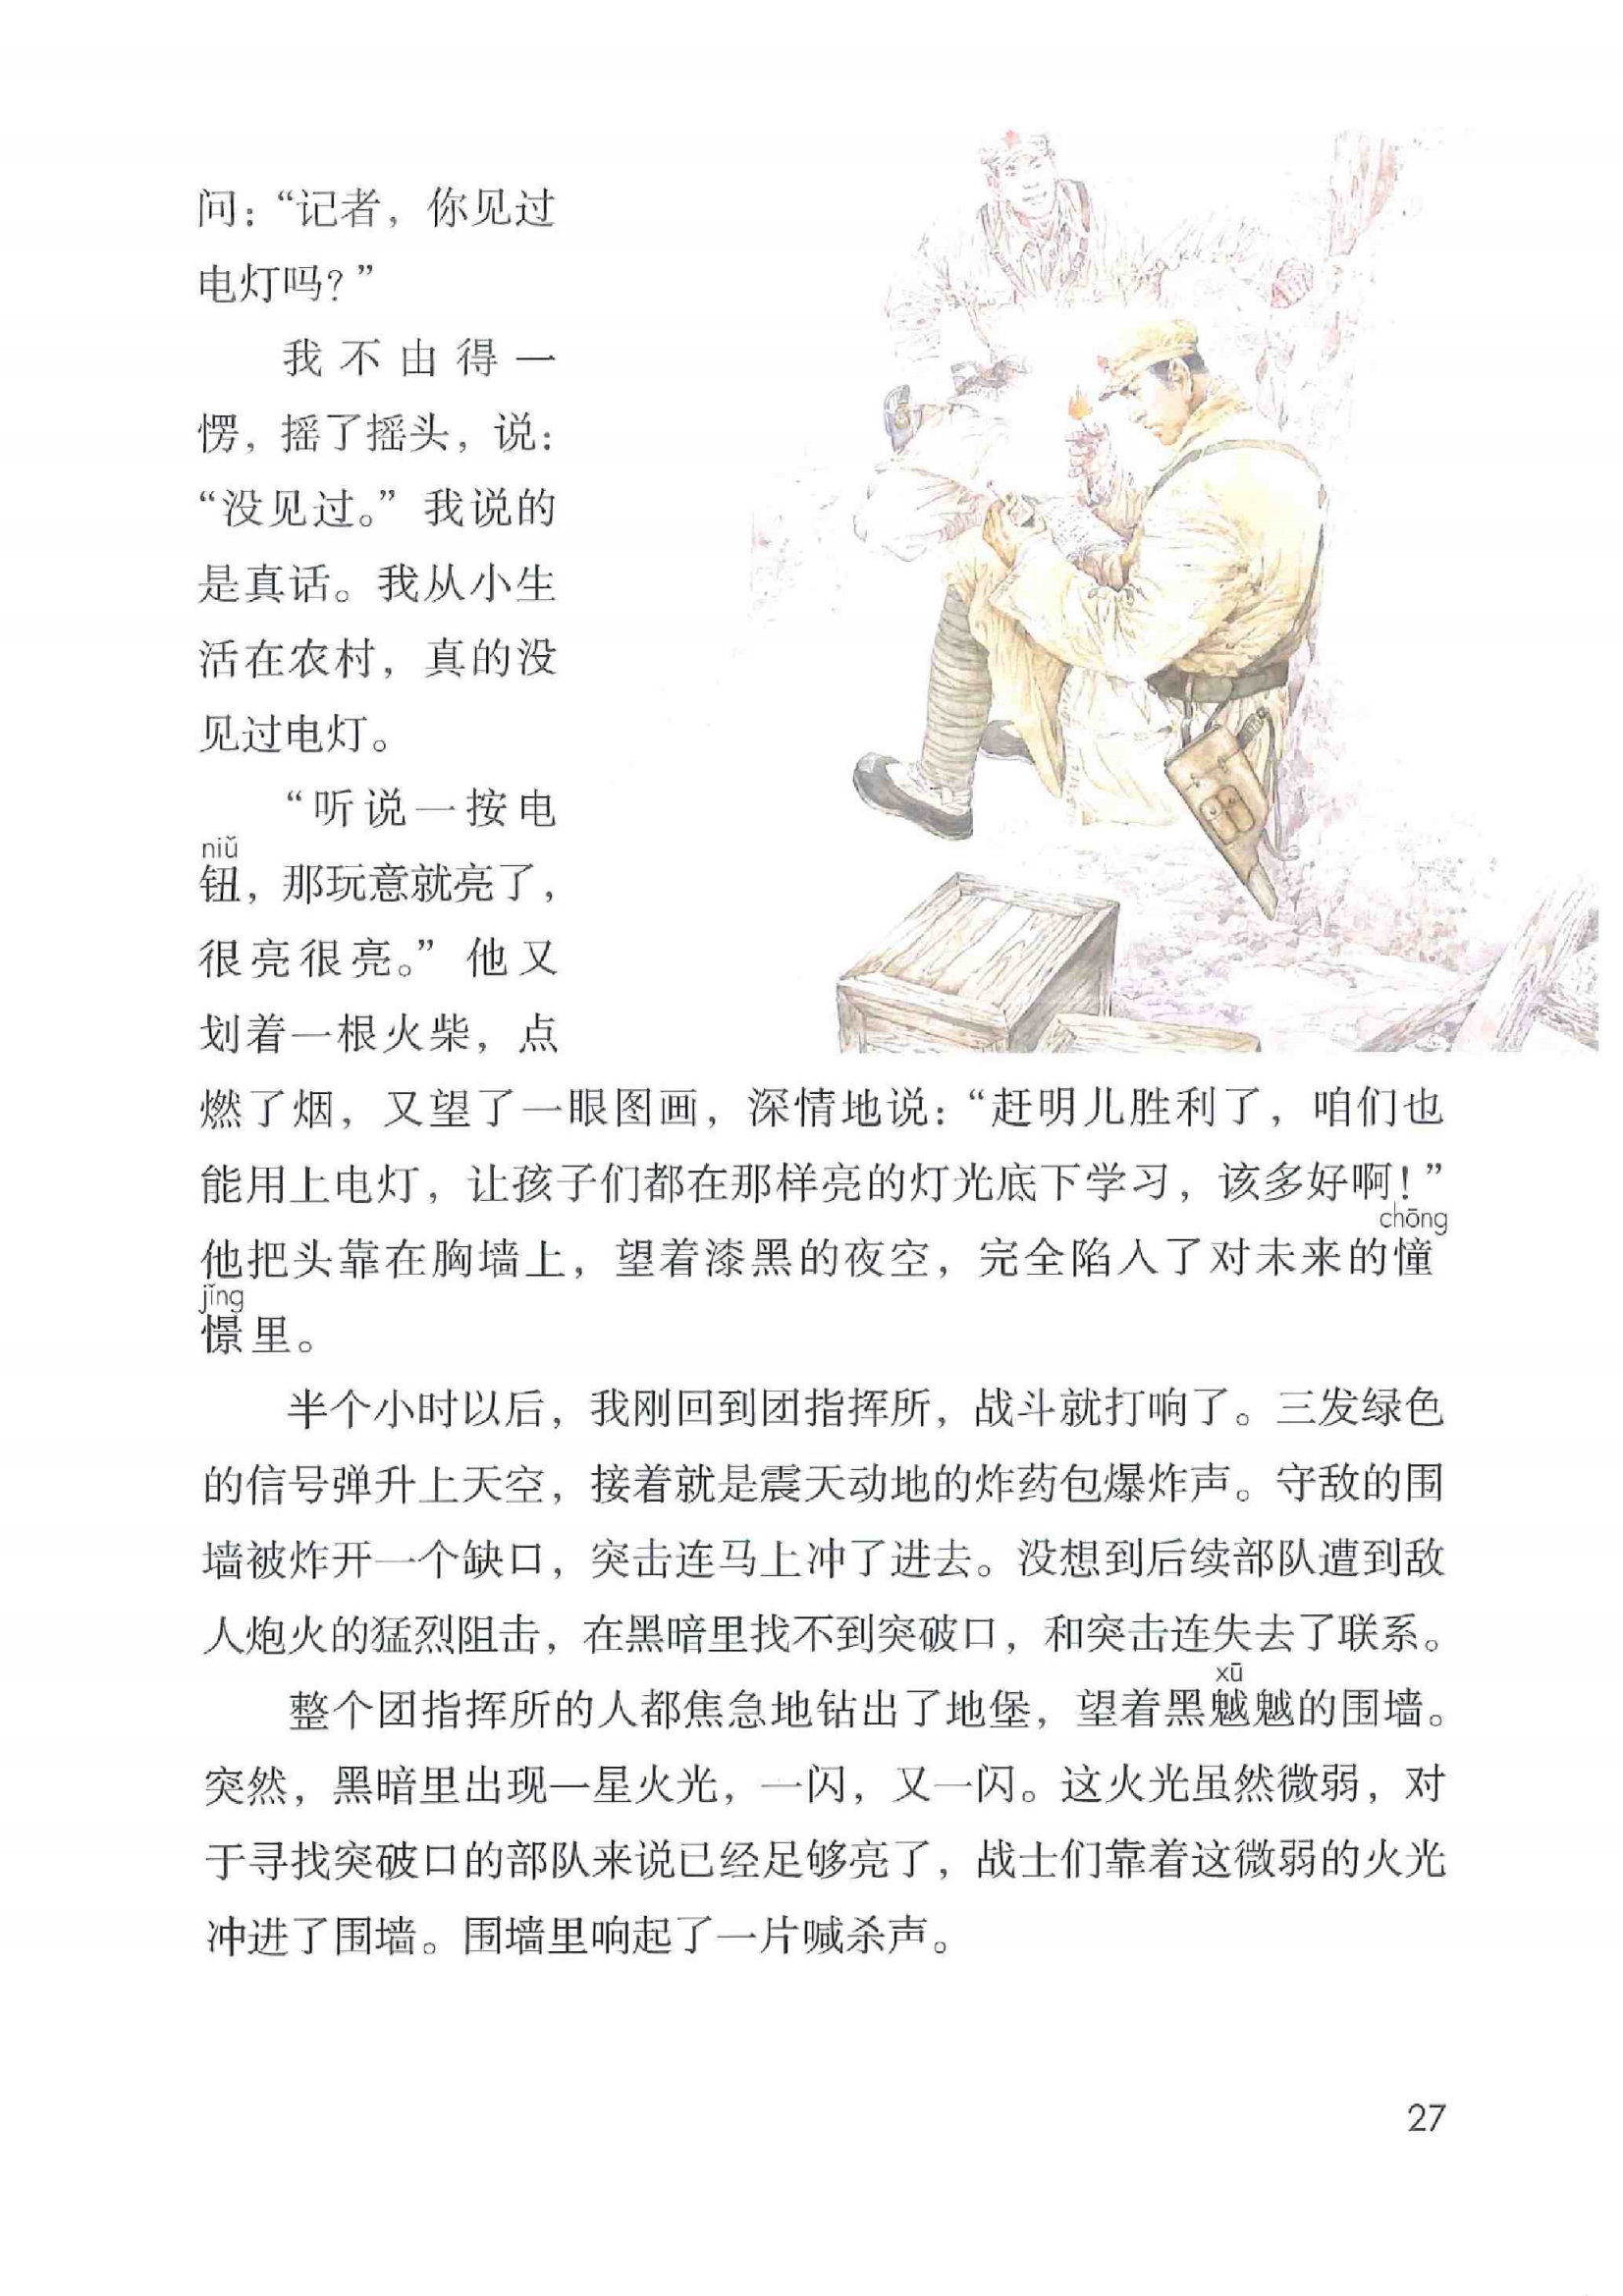 问：“记者，你见过
电灯吗？”
我不由得一
愣，摇了摇头，说：
“没见过。”我说的
是真话。我从小生
活在农村，真的没
见过电灯。
“听说一按电
niǔ
钮，那玩意就亮了，
很亮很亮。”他又
划着一根火柴，点
燃了烟，又望了一眼图画，深情地说：“赶明儿胜利了，咱们也
能用上电灯，让孩子们都在那样亮的灯光底下学习，该多好啊！”
chōng
他把头靠在胸墙上，望着漆黑的夜空，完全陷入了对未来的憧
jǐng
憬里。
半个小时以后，我刚回到团指挥所，战斗就打响了。三发绿色
的信号弹升上天空，接着就是震天动地的炸药包爆炸声。守敌的围
墙被炸开一个缺口，突击连马上冲了进去。没想到后续部队遭到敌
人炮火的猛烈阻击，在黑暗里找不到突破口，和突击连失去了联系。
xū
整个团指挥所的人都焦急地钻出了地堡，望着黑魆魆的围墙。
突然，黑暗里出现一星火光，一闪，又一闪。这火光虽然微弱，对
于寻找突破口的部队来说已经足够亮了，战士们靠着这微弱的火光
冲进了围墙。围墙里响起了一片喊杀声。
27